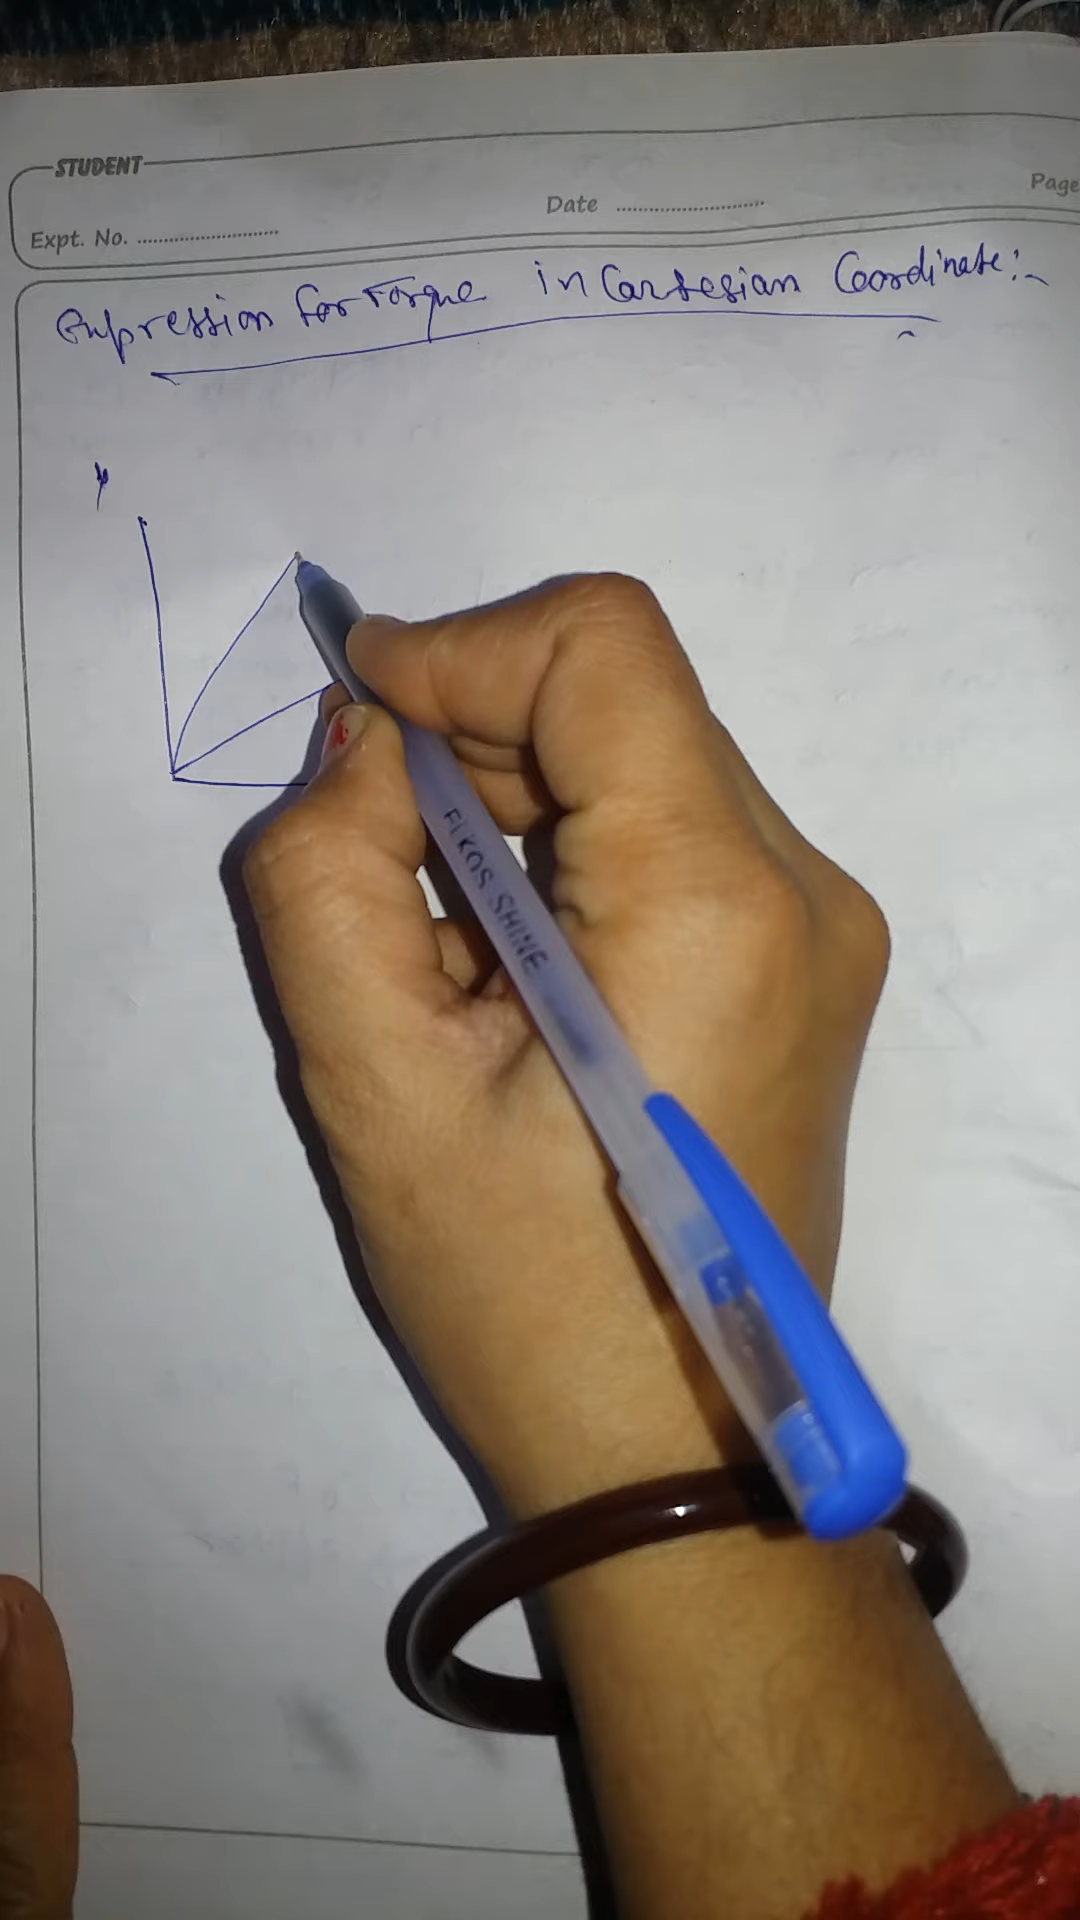 STUDENT
Page
Date
Expt. No.
Expression for Torque in Cartesian Coordinate:-
Y
ELKOS SHINE